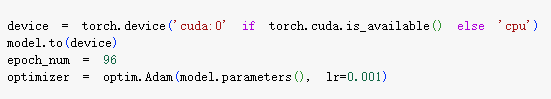 device = torch.device('cuda:0' if torch.cuda.is_available() else 'cpu')
model.to(device)
epoch_num = 96
optimizer = optim.Adam(model.parameters(), lr=0.001)